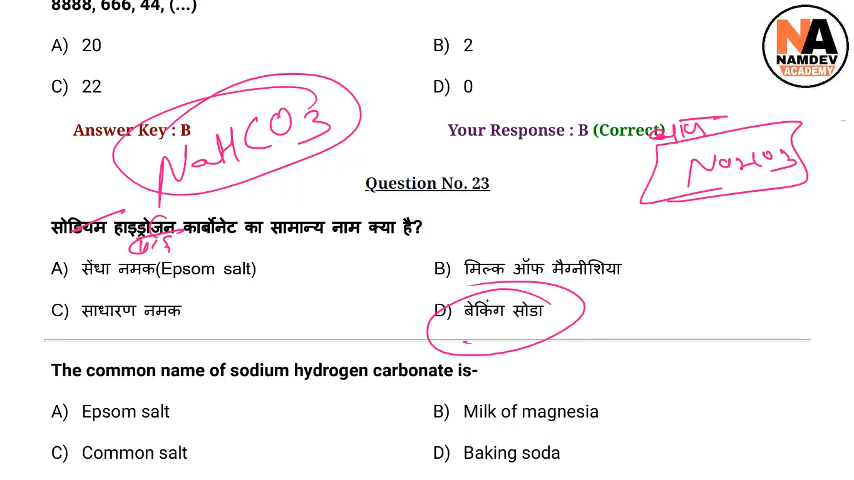 8888, 666, 44, (...)
A) 20
B) 2
C) 22
D) 0
NA
NAMDEV
ACADEMY
Answer Key : B
Your Response : B (Correct)
NaHCO3
Question No. 23
सोडियम हाइड्रोजन कार्बोनेट का सामान्य नाम क्या है?
A) सेंधा नमक(Epsom salt)
B) मिल्क ऑफ मैग्नीशिया
C) साधारण नमक
D) बेकिंग सोडा
The common name of sodium hydrogen carbonate is-
A) Epsom salt
B) Milk of magnesia
C) Common salt
D) Baking soda